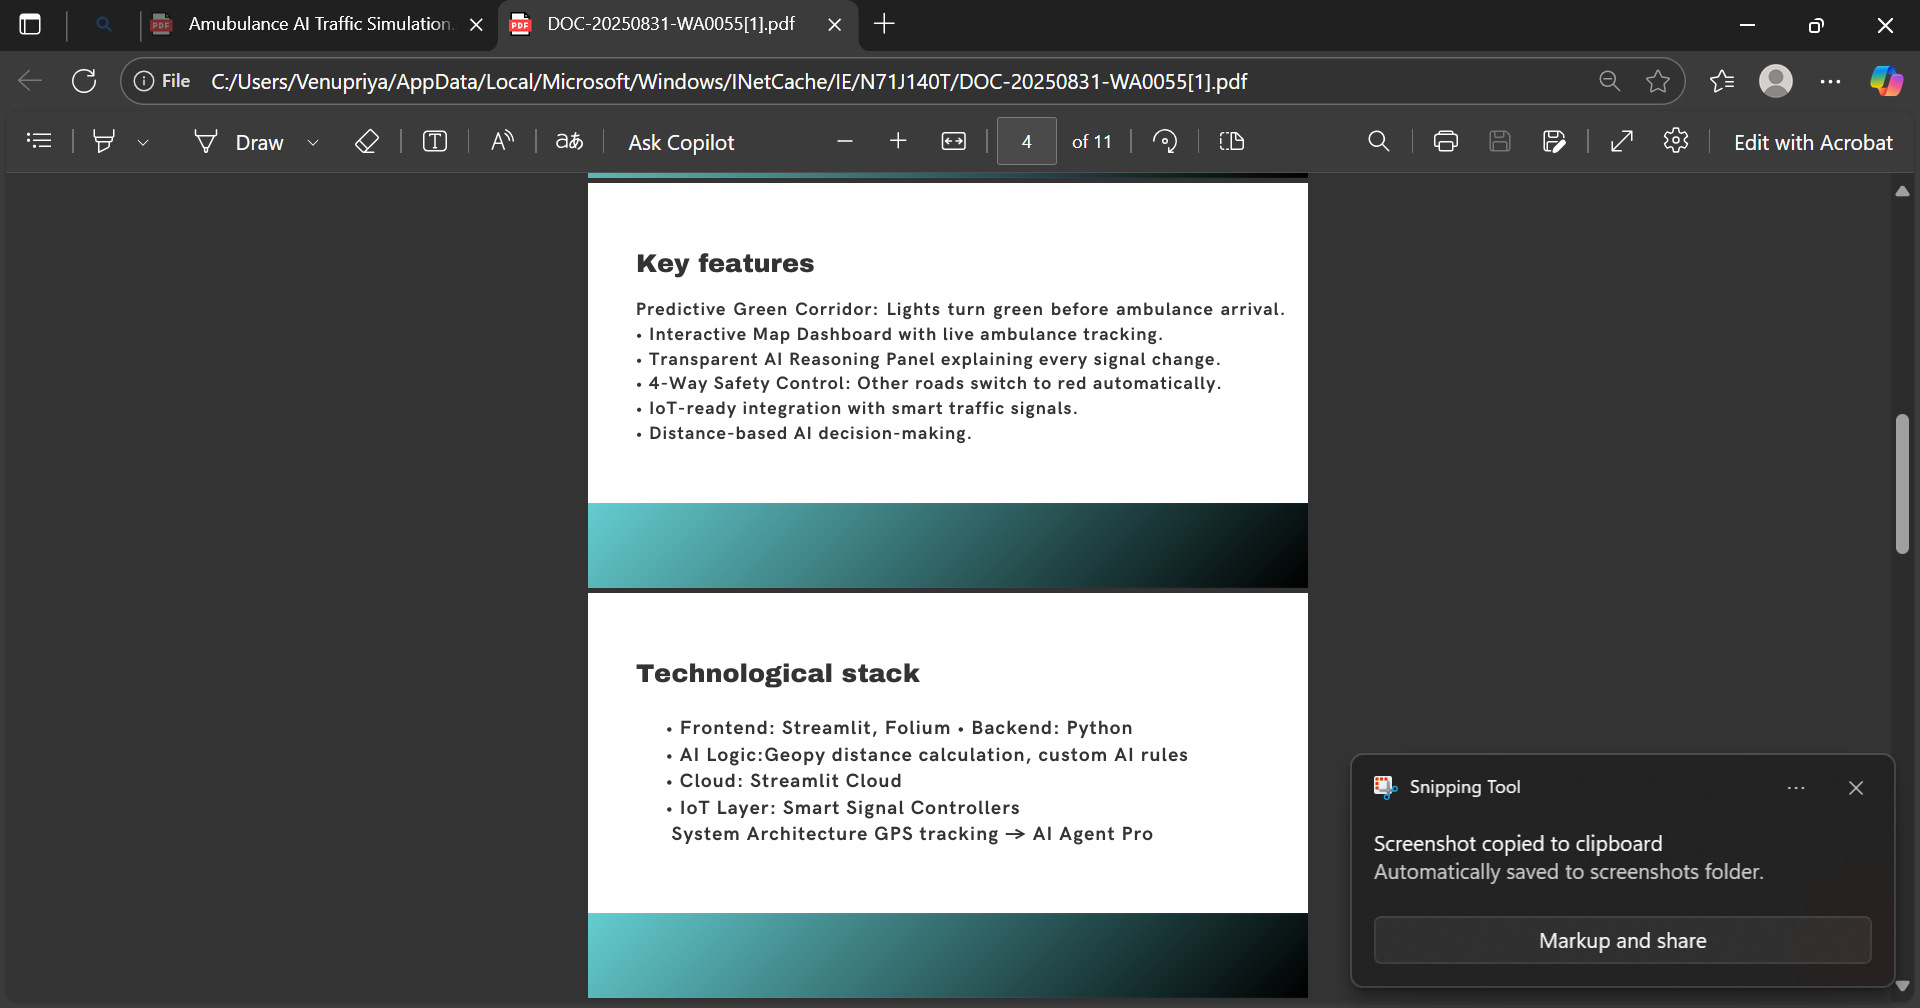 Amubulance AI Traffic Simulation.
DOC-20250831-WA0055[1].pdf
File
C:/Users/Venupriya/AppData/Local/Microsoft/Windows/INetCache/IE/N71J140T/DOC-20250831-WA0055[1].pdf
Draw
aあ
Ask Copilot
4 of 11
Edit with Acrobat
Key features
Predictive Green Corridor: Lights turn green before ambulance arrival.
• Interactive Map Dashboard with live ambulance tracking.
• Transparent AI Reasoning Panel explaining every signal change.
• 4-Way Safety Control: Other roads switch to red automatically.
• IoT-ready integration with smart traffic signals.
• Distance-based AI decision-making.
Technological stack
• Frontend: Streamlit, Folium • Backend: Python
• AI Logic:Geopy distance calculation, custom AI rules
• Cloud: Streamlit Cloud
• IoT Layer: Smart Signal Controllers
System Architecture GPS tracking → AI Agent Pro
Snipping Tool
Screenshot copied to clipboard
Automatically saved to screenshots folder.
Markup and share